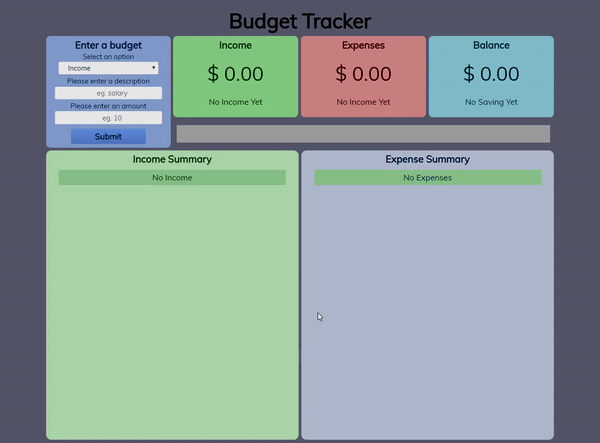 Budget Tracker
Enter a budget
Select an option
Income
Please enter a description
eg. salary
Please enter an amount
eg. 10
Submit
Income
$ 0.00
No Income Yet
Expenses
$ 0.00
No Income Yet
Balance
$ 0.00
No Saving Yet
Income Summary
No Income
Expense Summary
No Expenses